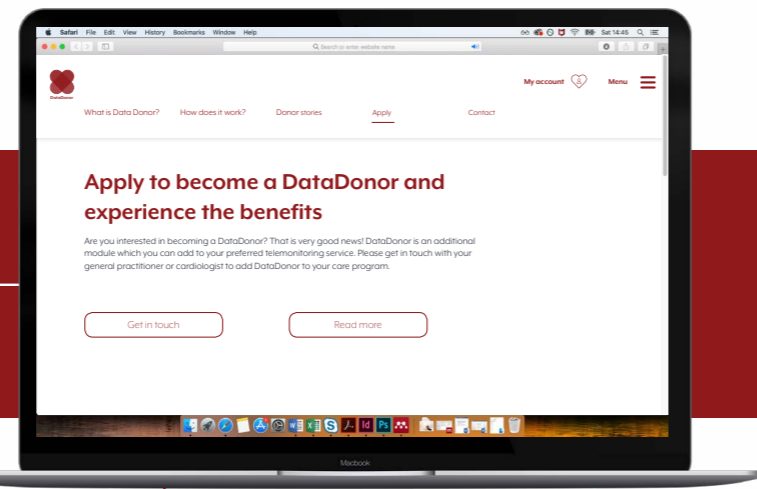 Safari File Edit View History Bookmarks Window Help
Sat 14:45
Search or enter website name
My account
Menu
DataDonor
What is Data Donor? How does it work? Donor stories Apply Contact
Apply to become a DataDonor and
experience the benefits
Are you interested in becoming a DataDonor? That is very good news! DataDonor is an additional
module which you can add to your preferred telemonitoring service. Please get in touch with your
general practitioner or cardiologist to add DataDonor to your care program.
Get in touch Read more
Id Ps
Macbook